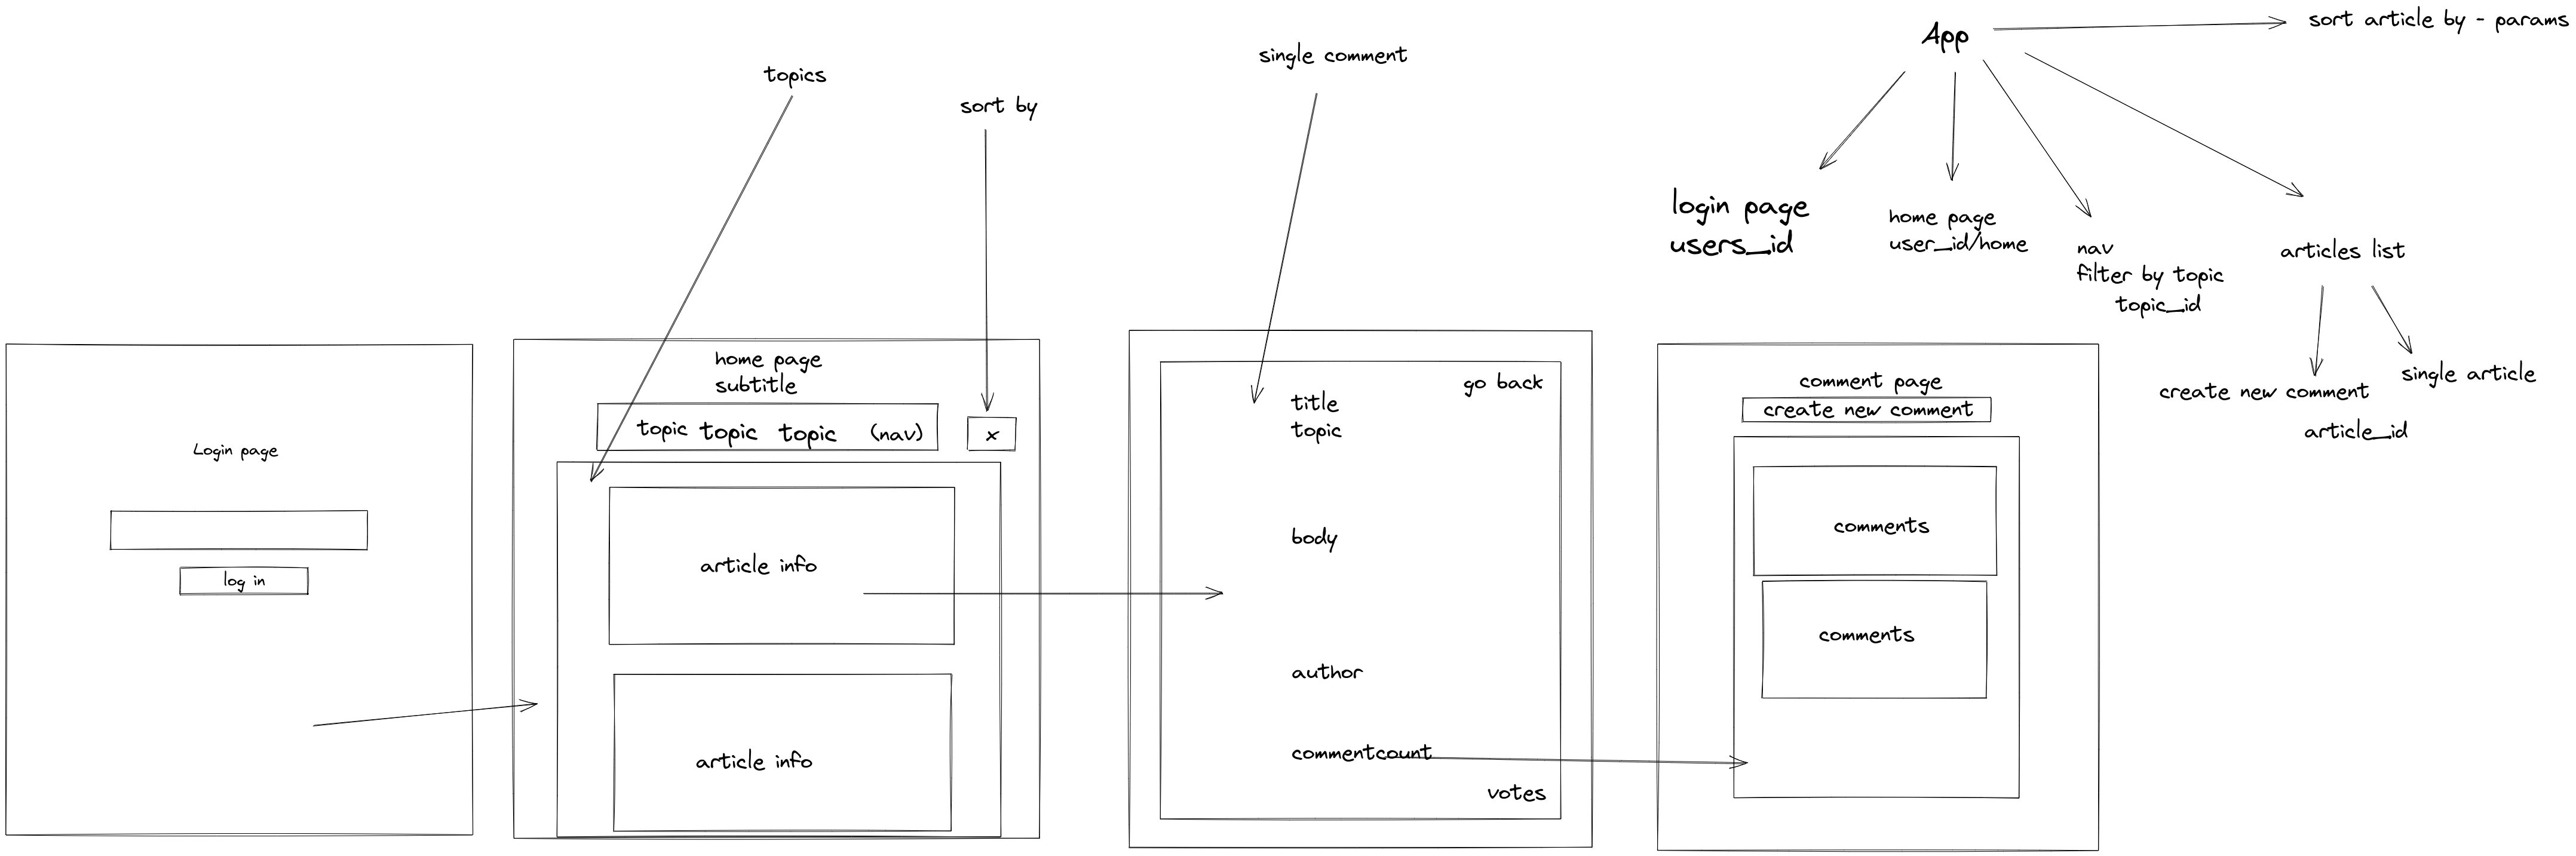 topics
sort by
single comment
App
sort article by - params
login page
users_id
home page
user_id/home
nav
filter by topic
topic_id
articles list
create new comment
article_id
single article
Login page
log in
home page
subtitle
topic topic topic (nav)
x
article info
article info
go back
title
topic
body
author
commentcount
votes
comment page
create new comment
comments
comments